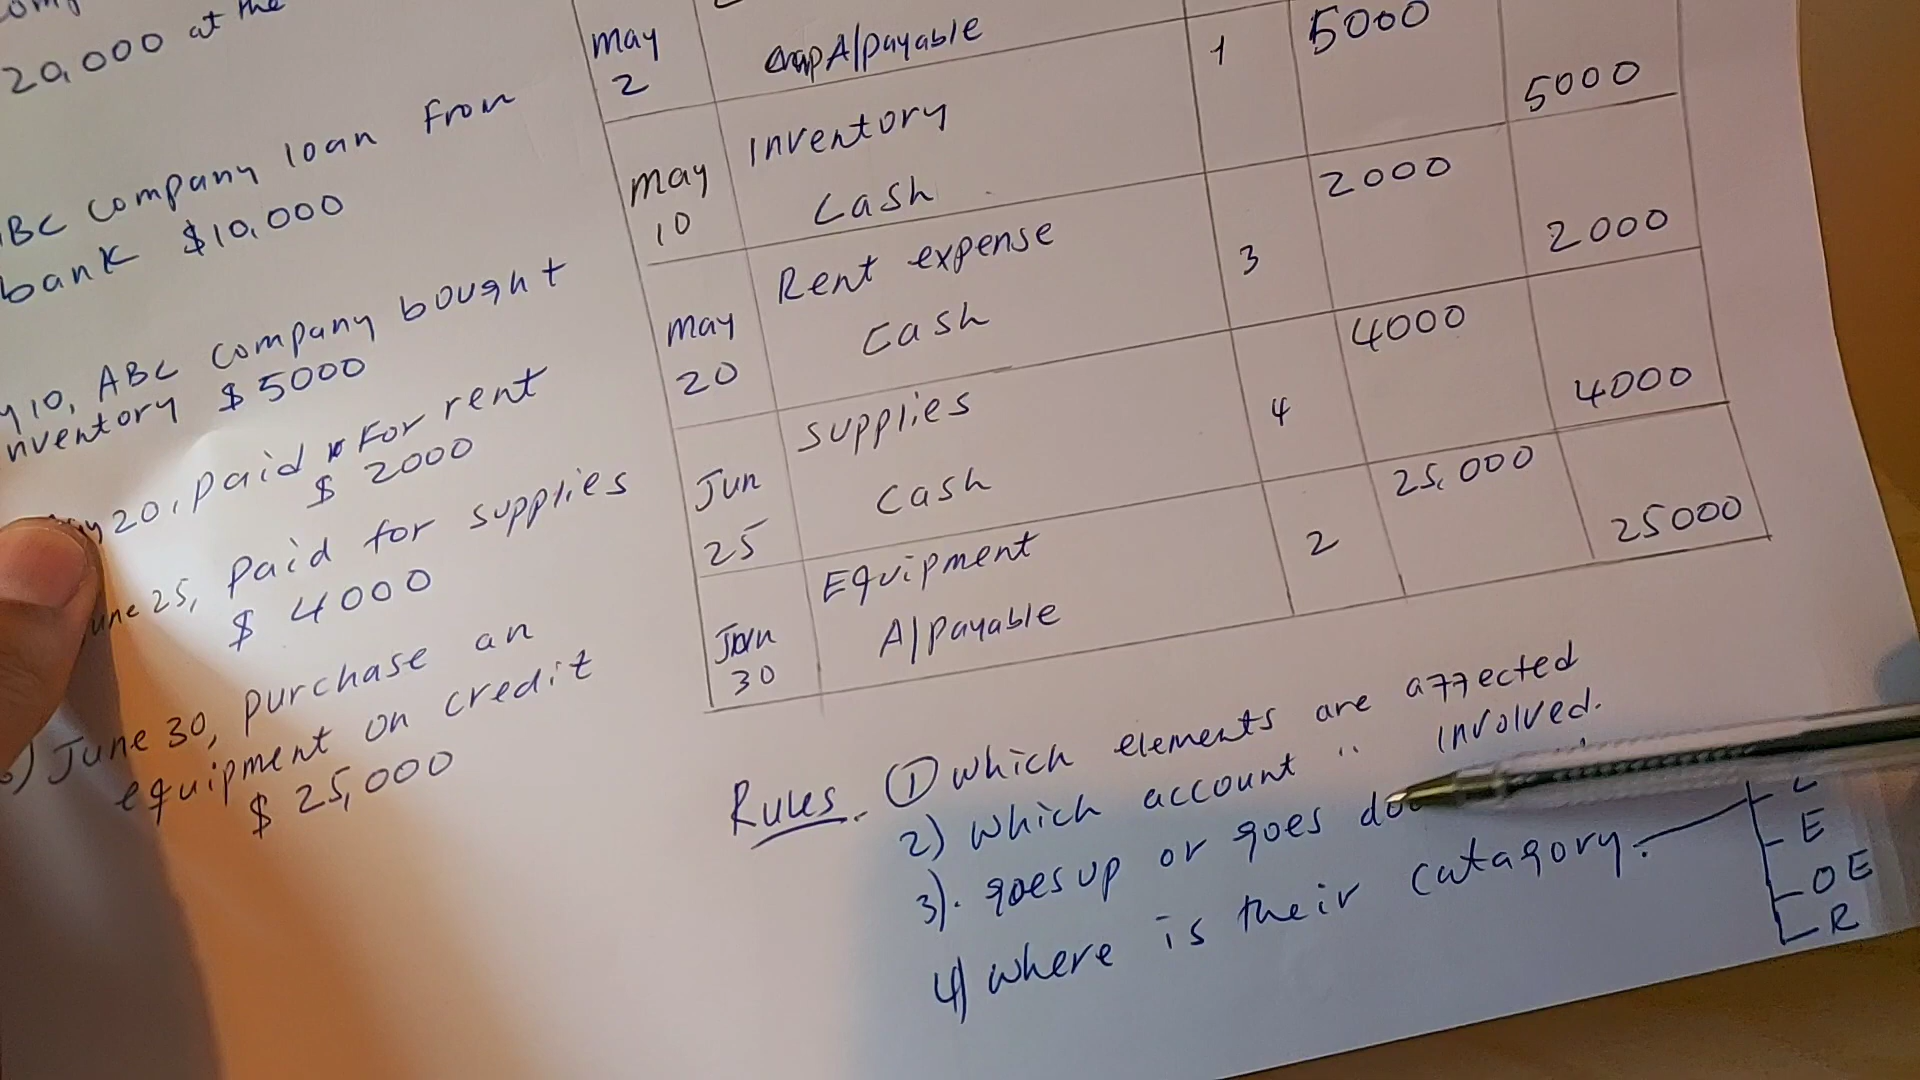 20,000 at the
BC company loan From
bank $10,000
y 10, ABC company bought
nventory $5000
y 20, paid For rent
$ 2000
une 25, paid for supplies
$ 4000
) June 30, purchase an
equipment on credit
$ 25,000
may A/payable 1 5000
2 5000
may Inventory 2000
10 Cash 2000
may Rent expense 3 4000
20 Cash 4000
Jun Supplies 4 25,000
25 Cash 25000
Jun Equipment 2
30 A/payable
Rules. ① which elements are affected
2) which account " involved.
3). goes up or goes
4) where is their catagory.
E
OE
R